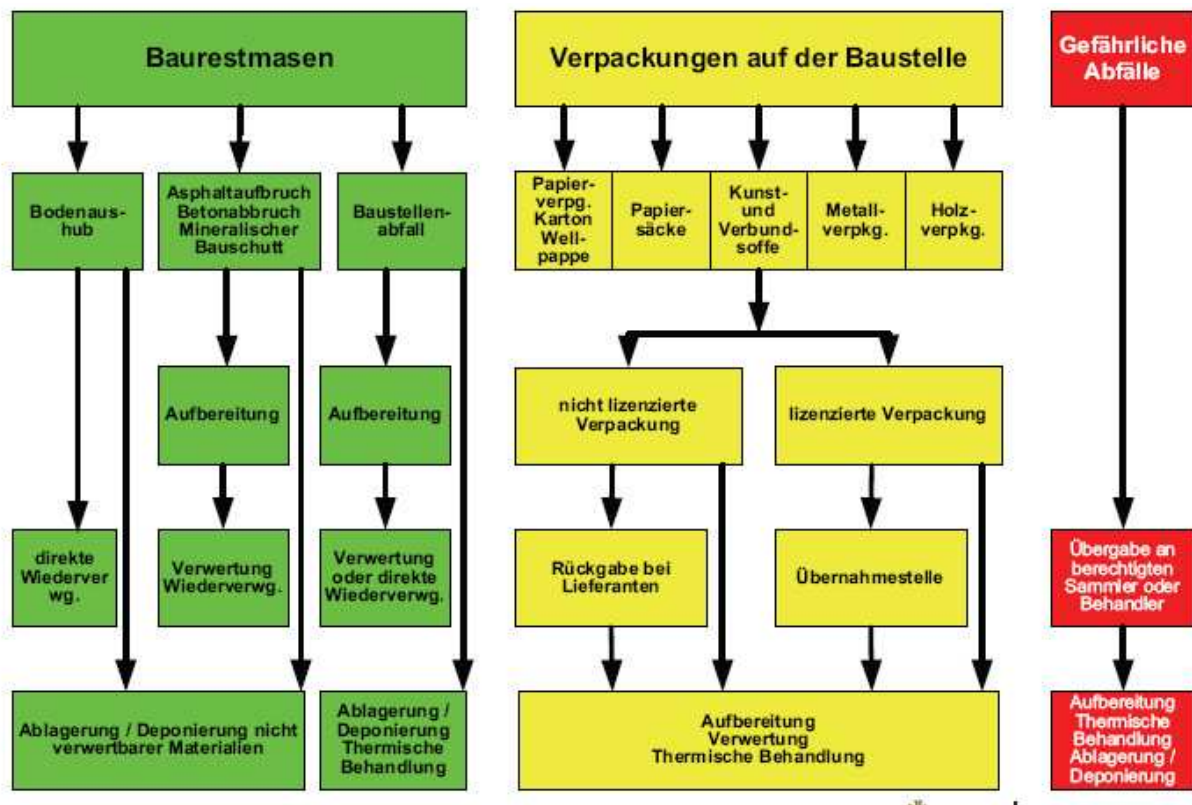 Baurestmasen
Verpackungen auf der Baustelle
Gefährliche
Abfälle
Bodenaus-
hub
Asphaltaufbruch
Betonabbruch
Mineralischer
Bauschutt
Baustellen-
abfall
Papier-
verpg.
Karton
Well-
pappe
Papier-
säcke
Kunst-
und
Verbund-
soffe
Metall-
verpkg.
Holz-
verpkg.
Aufbereitung
Aufbereitung
nicht lizenzierte
Verpackung
lizenzierte Verpackung
direkte
Wiederver
wg.
Verwertung
Wiederverwg.
Verwertung
oder direkte
Wiederverwg.
Rückgabe bei
Lieferanten
Übernahmestelle
Übergabe an
berechtigten
Sammler oder
Behandler
Ablagerung / Deponierung nicht
verwertbarer Materialien
Ablagerung /
Deponierung
Thermische
Behandlung
Aufbereitung
Verwertung
Thermische Behandlung
Aufbereitung
Thermische
Behandlung
Ablagerung /
Deponierung